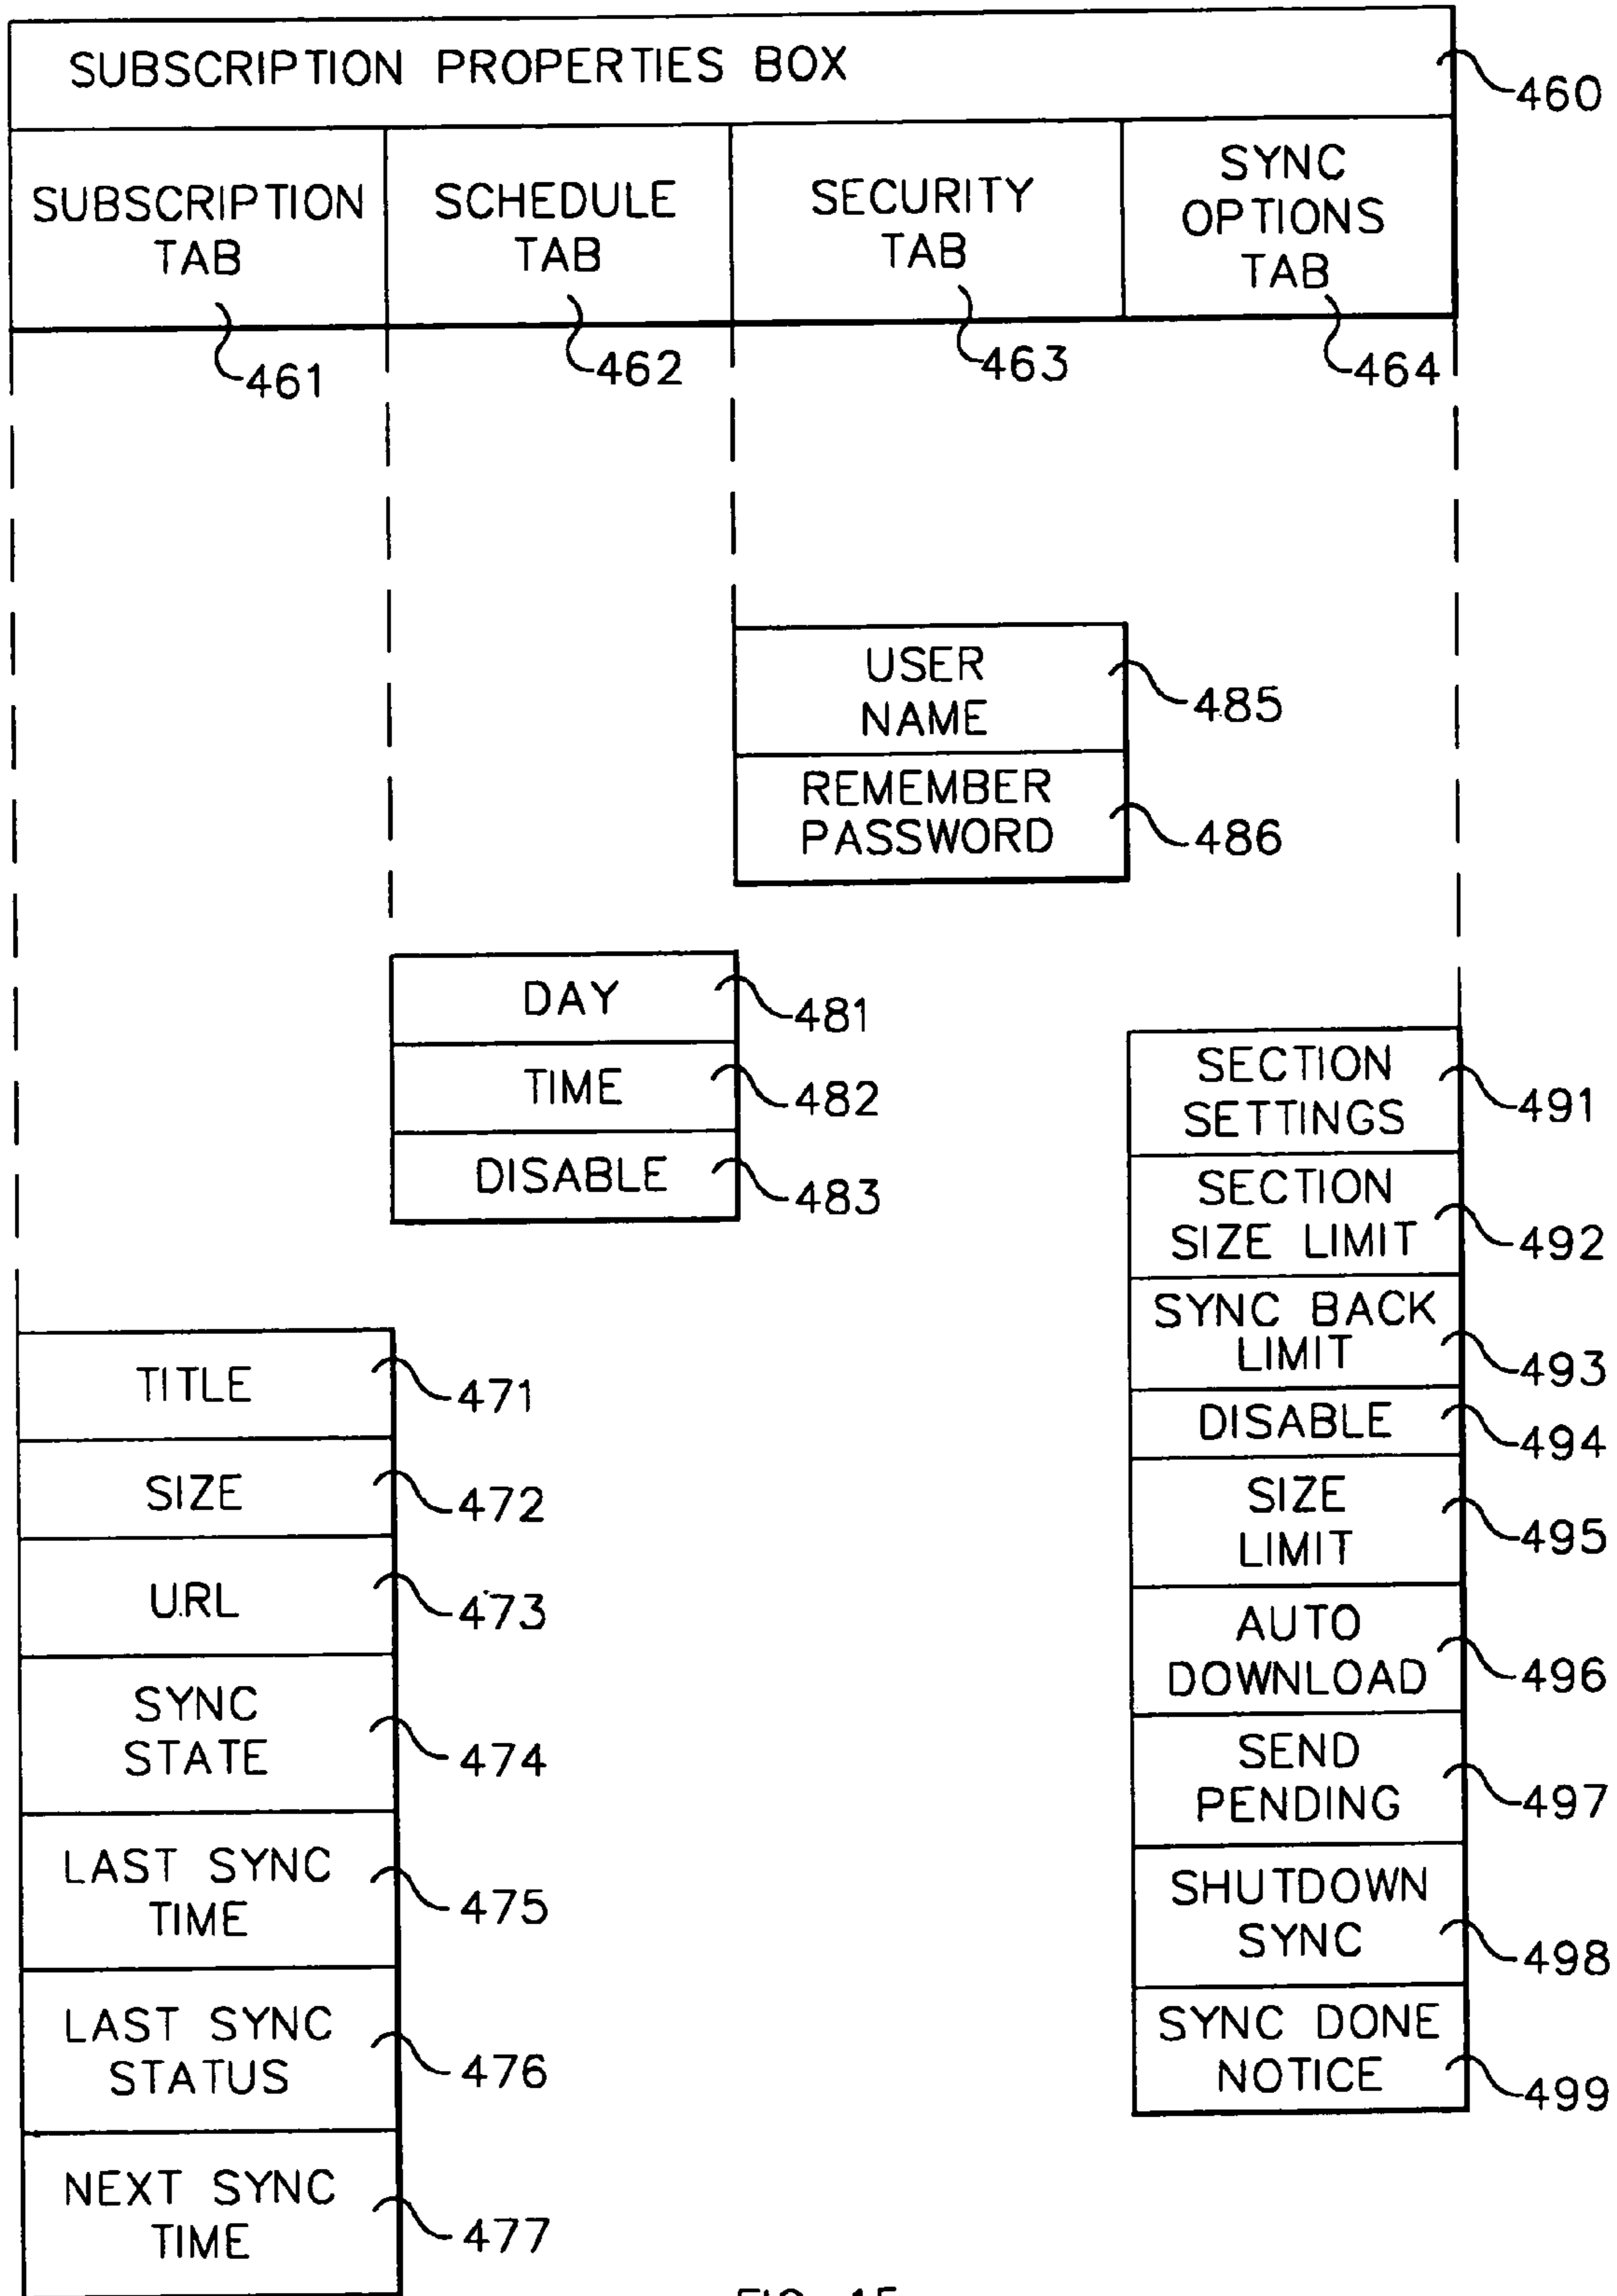 SUBSCRIPTION PROPERTIES BOX
460
SUBSCRIPTION
TAB
461
SCHEDULE
TAB
462
SECURITY
TAB
463
SYNC
OPTIONS
TAB
464
USER
NAME
485
REMEMBER
PASSWORD
486
DAY
481
TIME
482
DISABLE
483
SECTION
SETTINGS
491
SECTION
SIZE LIMIT
492
SYNC BACK
LIMIT
493
DISABLE
494
SIZE
LIMIT
495
AUTO
DOWNLOAD
496
SEND
PENDING
497
SHUTDOWN
SYNC
498
SYNC DONE
NOTICE
499
TITLE
471
SIZE
472
URL
473
SYNC
STATE
474
LAST SYNC
TIME
475
LAST SYNC
STATUS
476
NEXT SYNC
TIME
477
FIG. 15